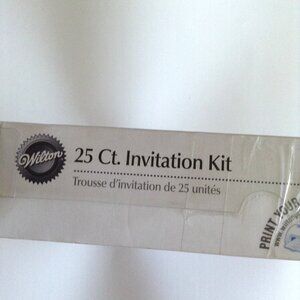 Wilton
25 Ct. Invitation Kit
Trousse d'invitation de 25 unités
PRINT YOUR